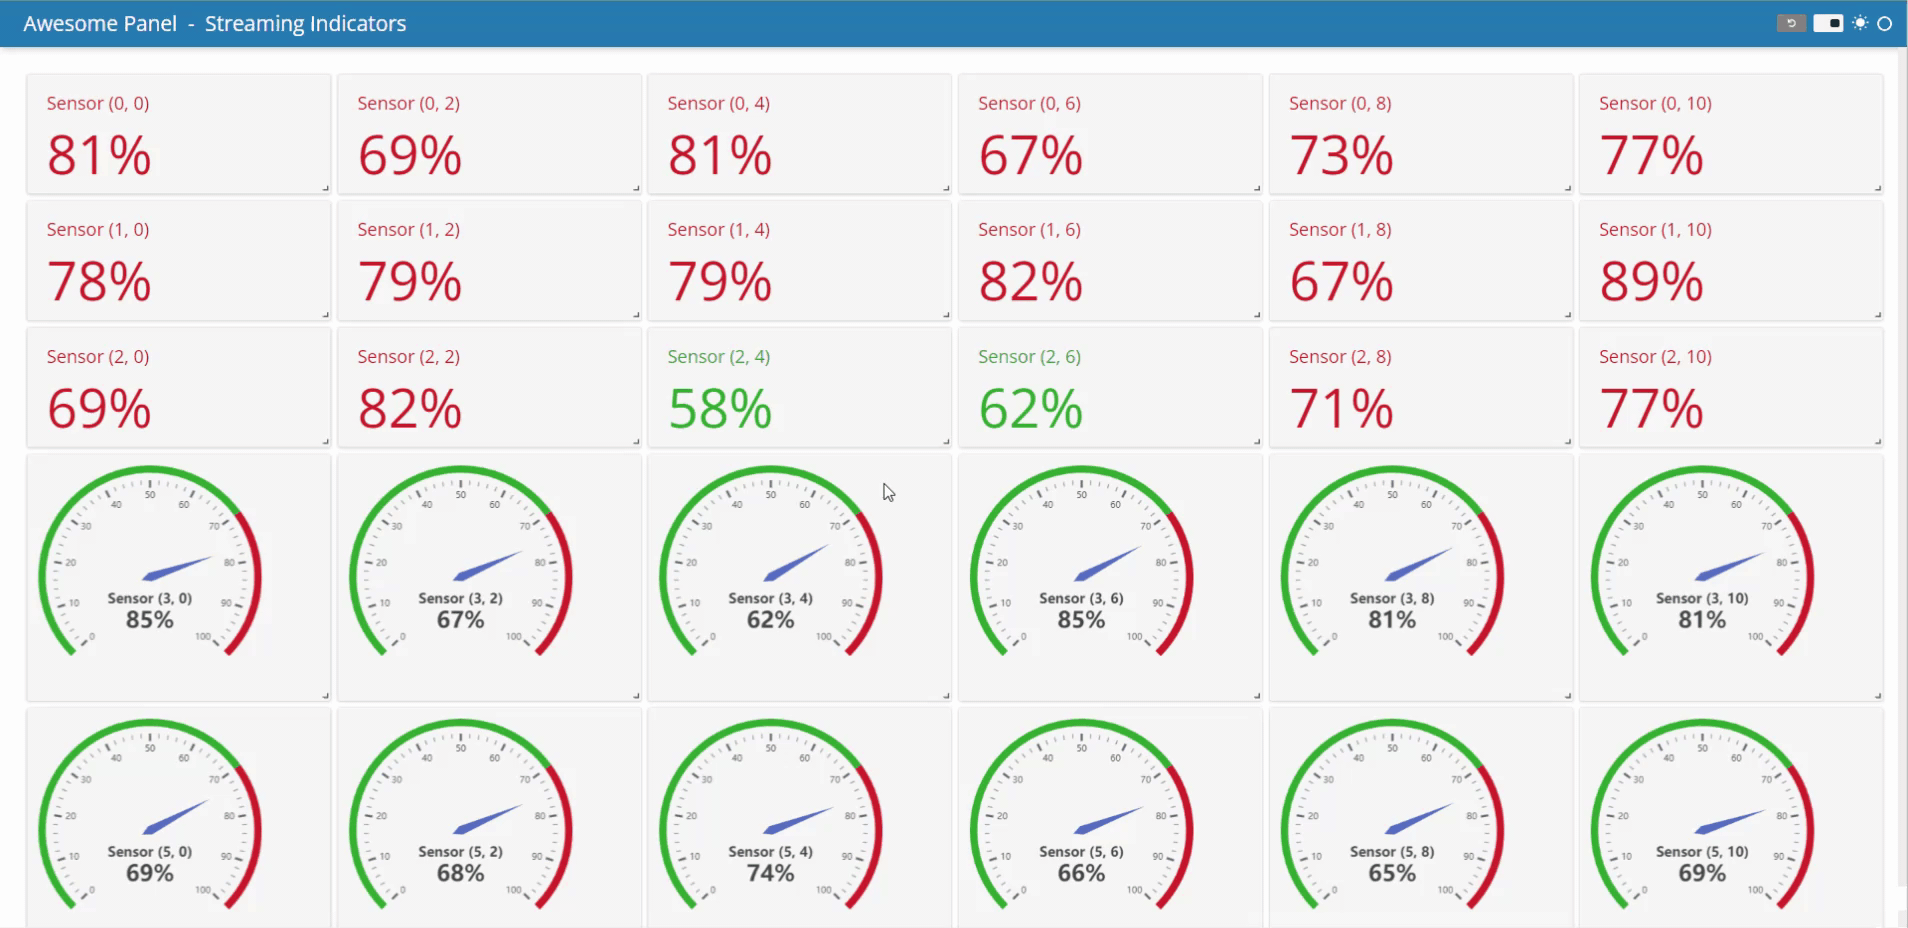 Awesome Panel - Streaming Indicators
Sensor (0, 0)
81%
Sensor (0, 2)
69%
Sensor (0, 4)
81%
Sensor (0, 6)
67%
Sensor (0, 8)
73%
Sensor (0, 10)
77%
Sensor (1, 0)
78%
Sensor (1, 2)
79%
Sensor (1, 4)
79%
Sensor (1, 6)
82%
Sensor (1, 8)
67%
Sensor (1, 10)
89%
Sensor (2, 0)
69%
Sensor (2, 2)
82%
Sensor (2, 4)
58%
Sensor (2, 6)
62%
Sensor (2, 8)
71%
Sensor (2, 10)
77%
0 10 20 30 40 50 60 70 80 90 100
Sensor (3, 0)
85%
0 10 20 30 40 50 60 70 80 90 100
Sensor (3, 2)
67%
0 10 20 30 40 50 60 70 80 90 100
Sensor (3, 4)
62%
0 10 20 30 40 50 60 70 80 90 100
Sensor (3, 6)
85%
0 10 20 30 40 50 60 70 80 90 100
Sensor (3, 8)
81%
0 10 20 30 40 50 60 70 80 90 100
Sensor (3, 10)
81%
0 10 20 30 40 50 60 70 80 90 100
Sensor (5, 0)
69%
0 10 20 30 40 50 60 70 80 90 100
Sensor (5, 2)
68%
0 10 20 30 40 50 60 70 80 90 100
Sensor (5, 4)
74%
0 10 20 30 40 50 60 70 80 90 100
Sensor (5, 6)
66%
0 10 20 30 40 50 60 70 80 90 100
Sensor (5, 8)
65%
0 10 20 30 40 50 60 70 80 90 100
Sensor (5, 10)
69%